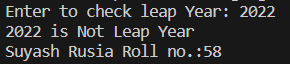 Enter to check leap Year: 2022
2022 is Not Leap Year
Suyash Rusia Roll no.:58